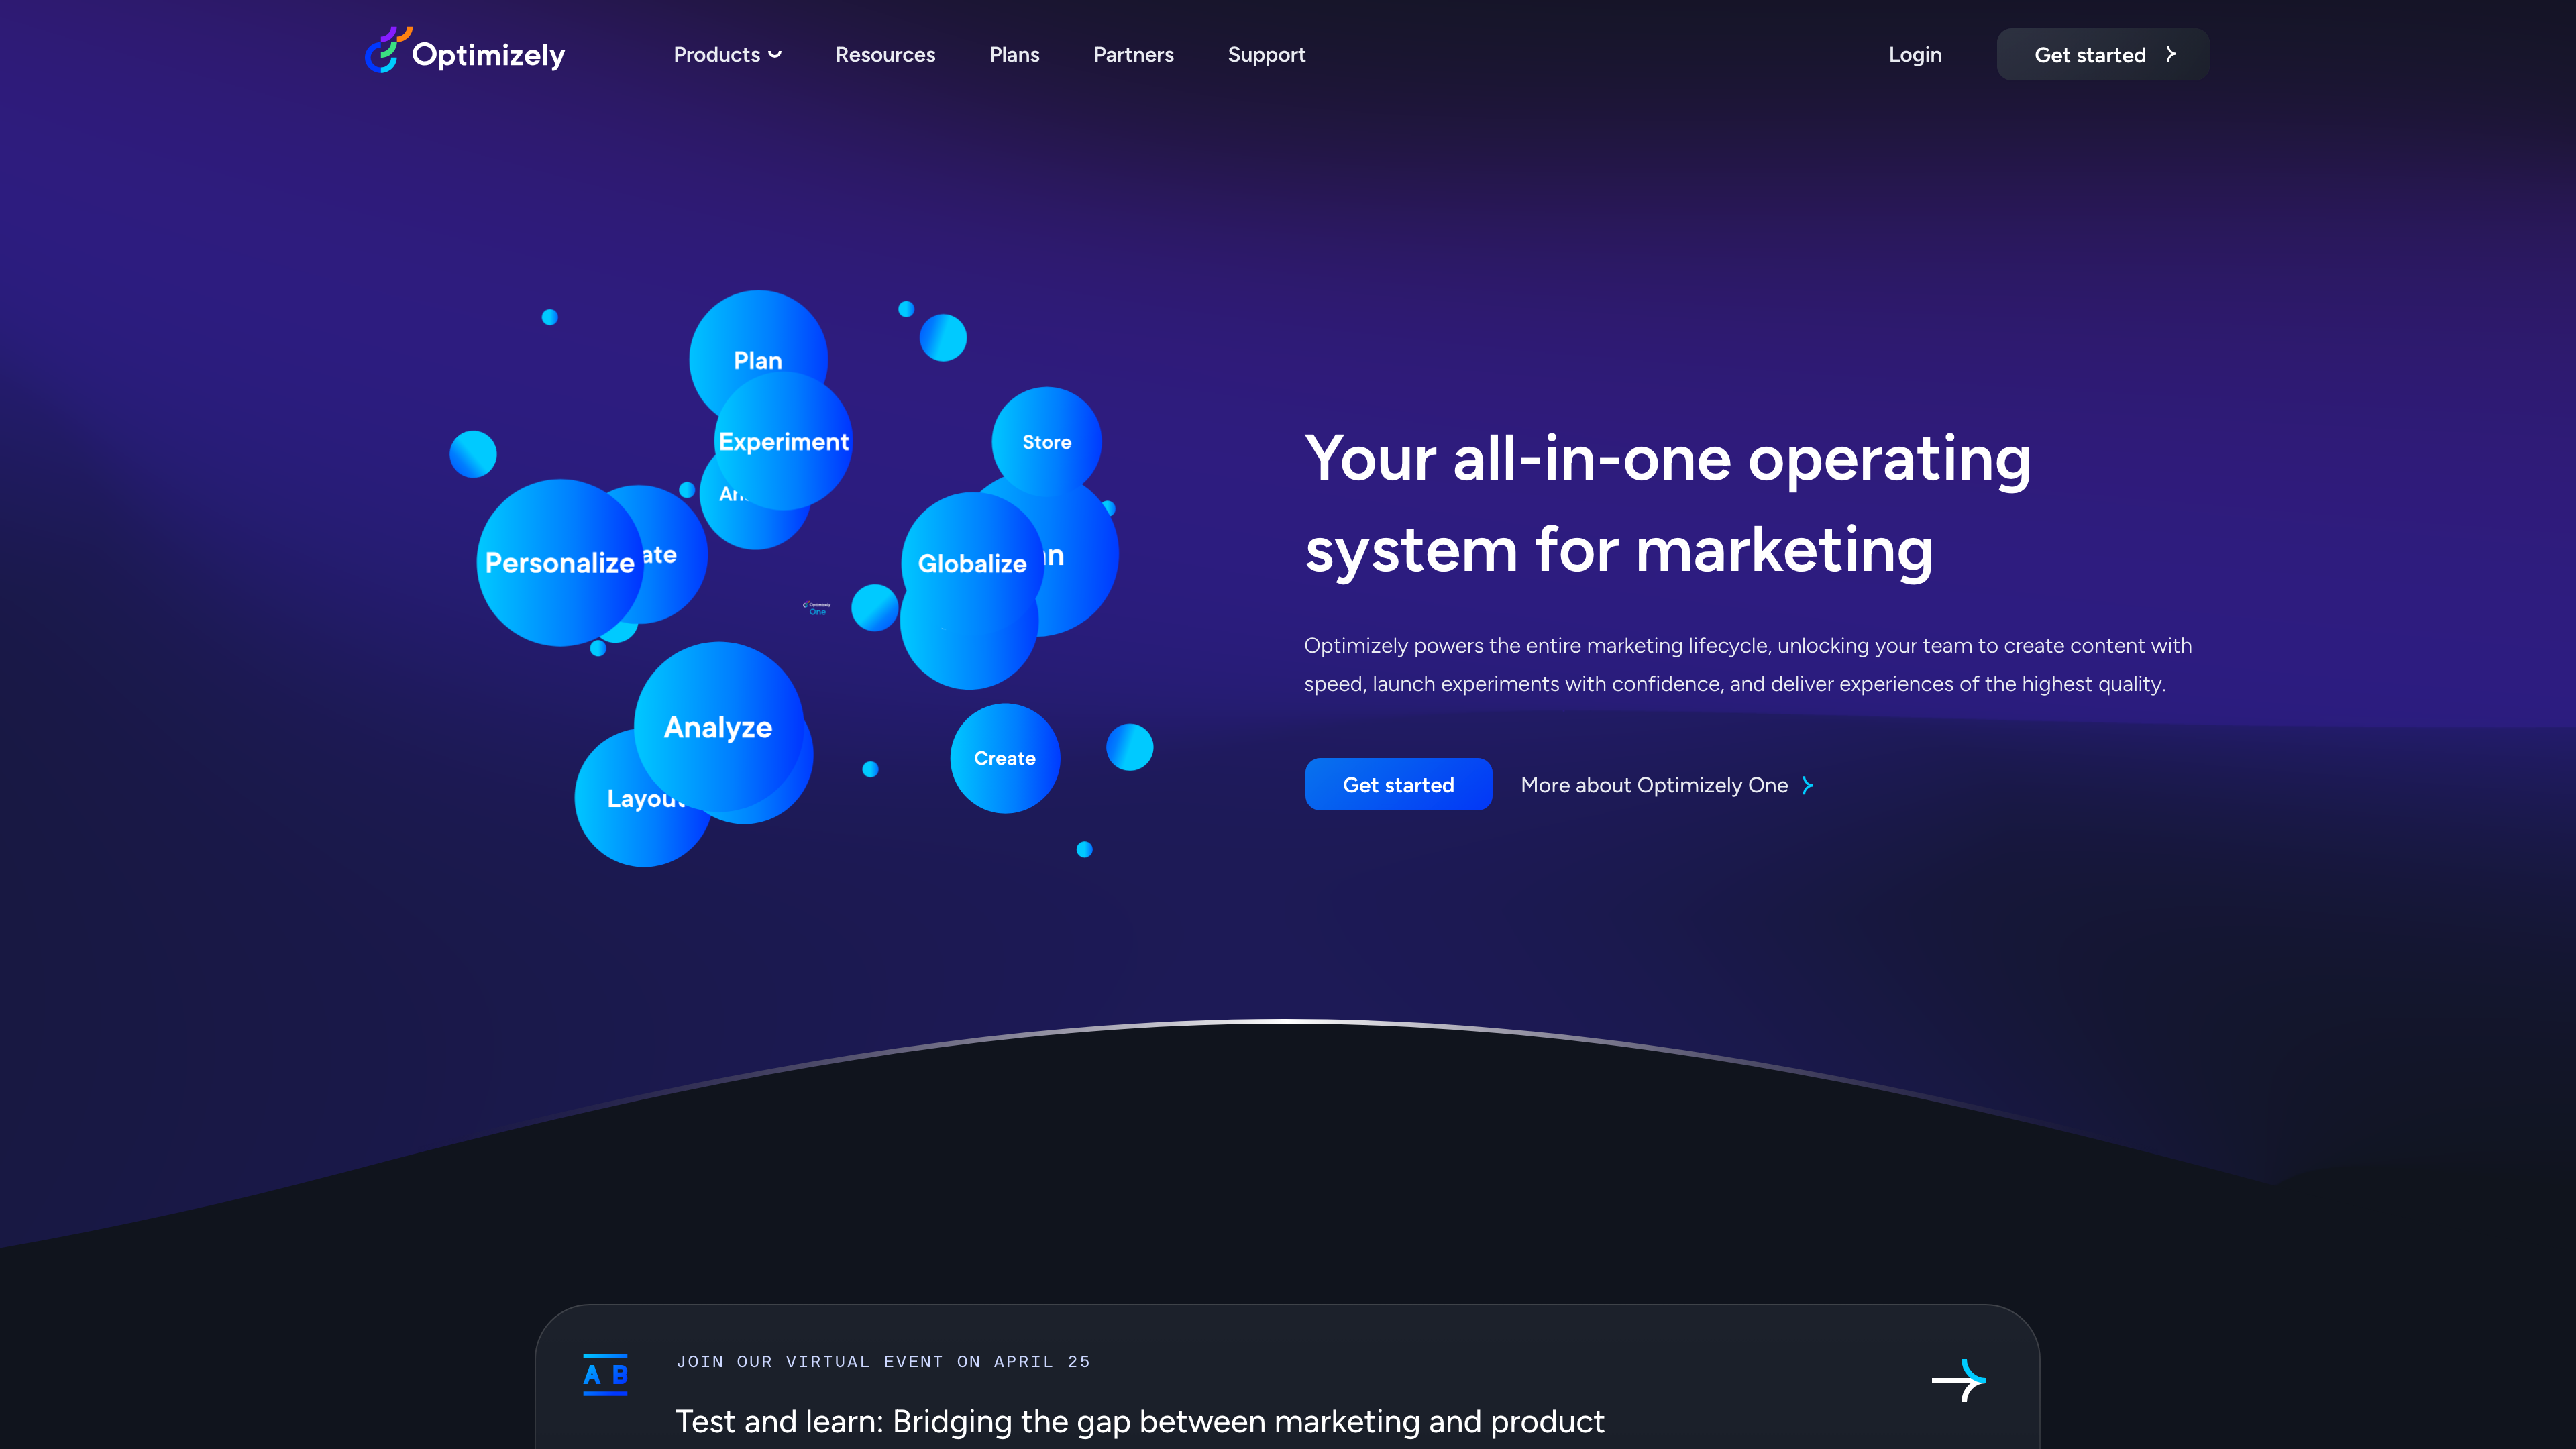 Optimizely
Products
Resources
Plans
Partners
Support
Login
Get started
Plan
Experiment
Store
Personalize
Globalize
Optimizely
One
Analyze
Layout
Create
Your all-in-one operating
system for marketing
Optimizely powers the entire marketing lifecycle, unlocking your team to create content with
speed, launch experiments with confidence, and deliver experiences of the highest quality.
Get started
More about Optimizely One
A B
JOIN OUR VIRTUAL EVENT ON APRIL 25
Test and learn: Bridging the gap between marketing and product